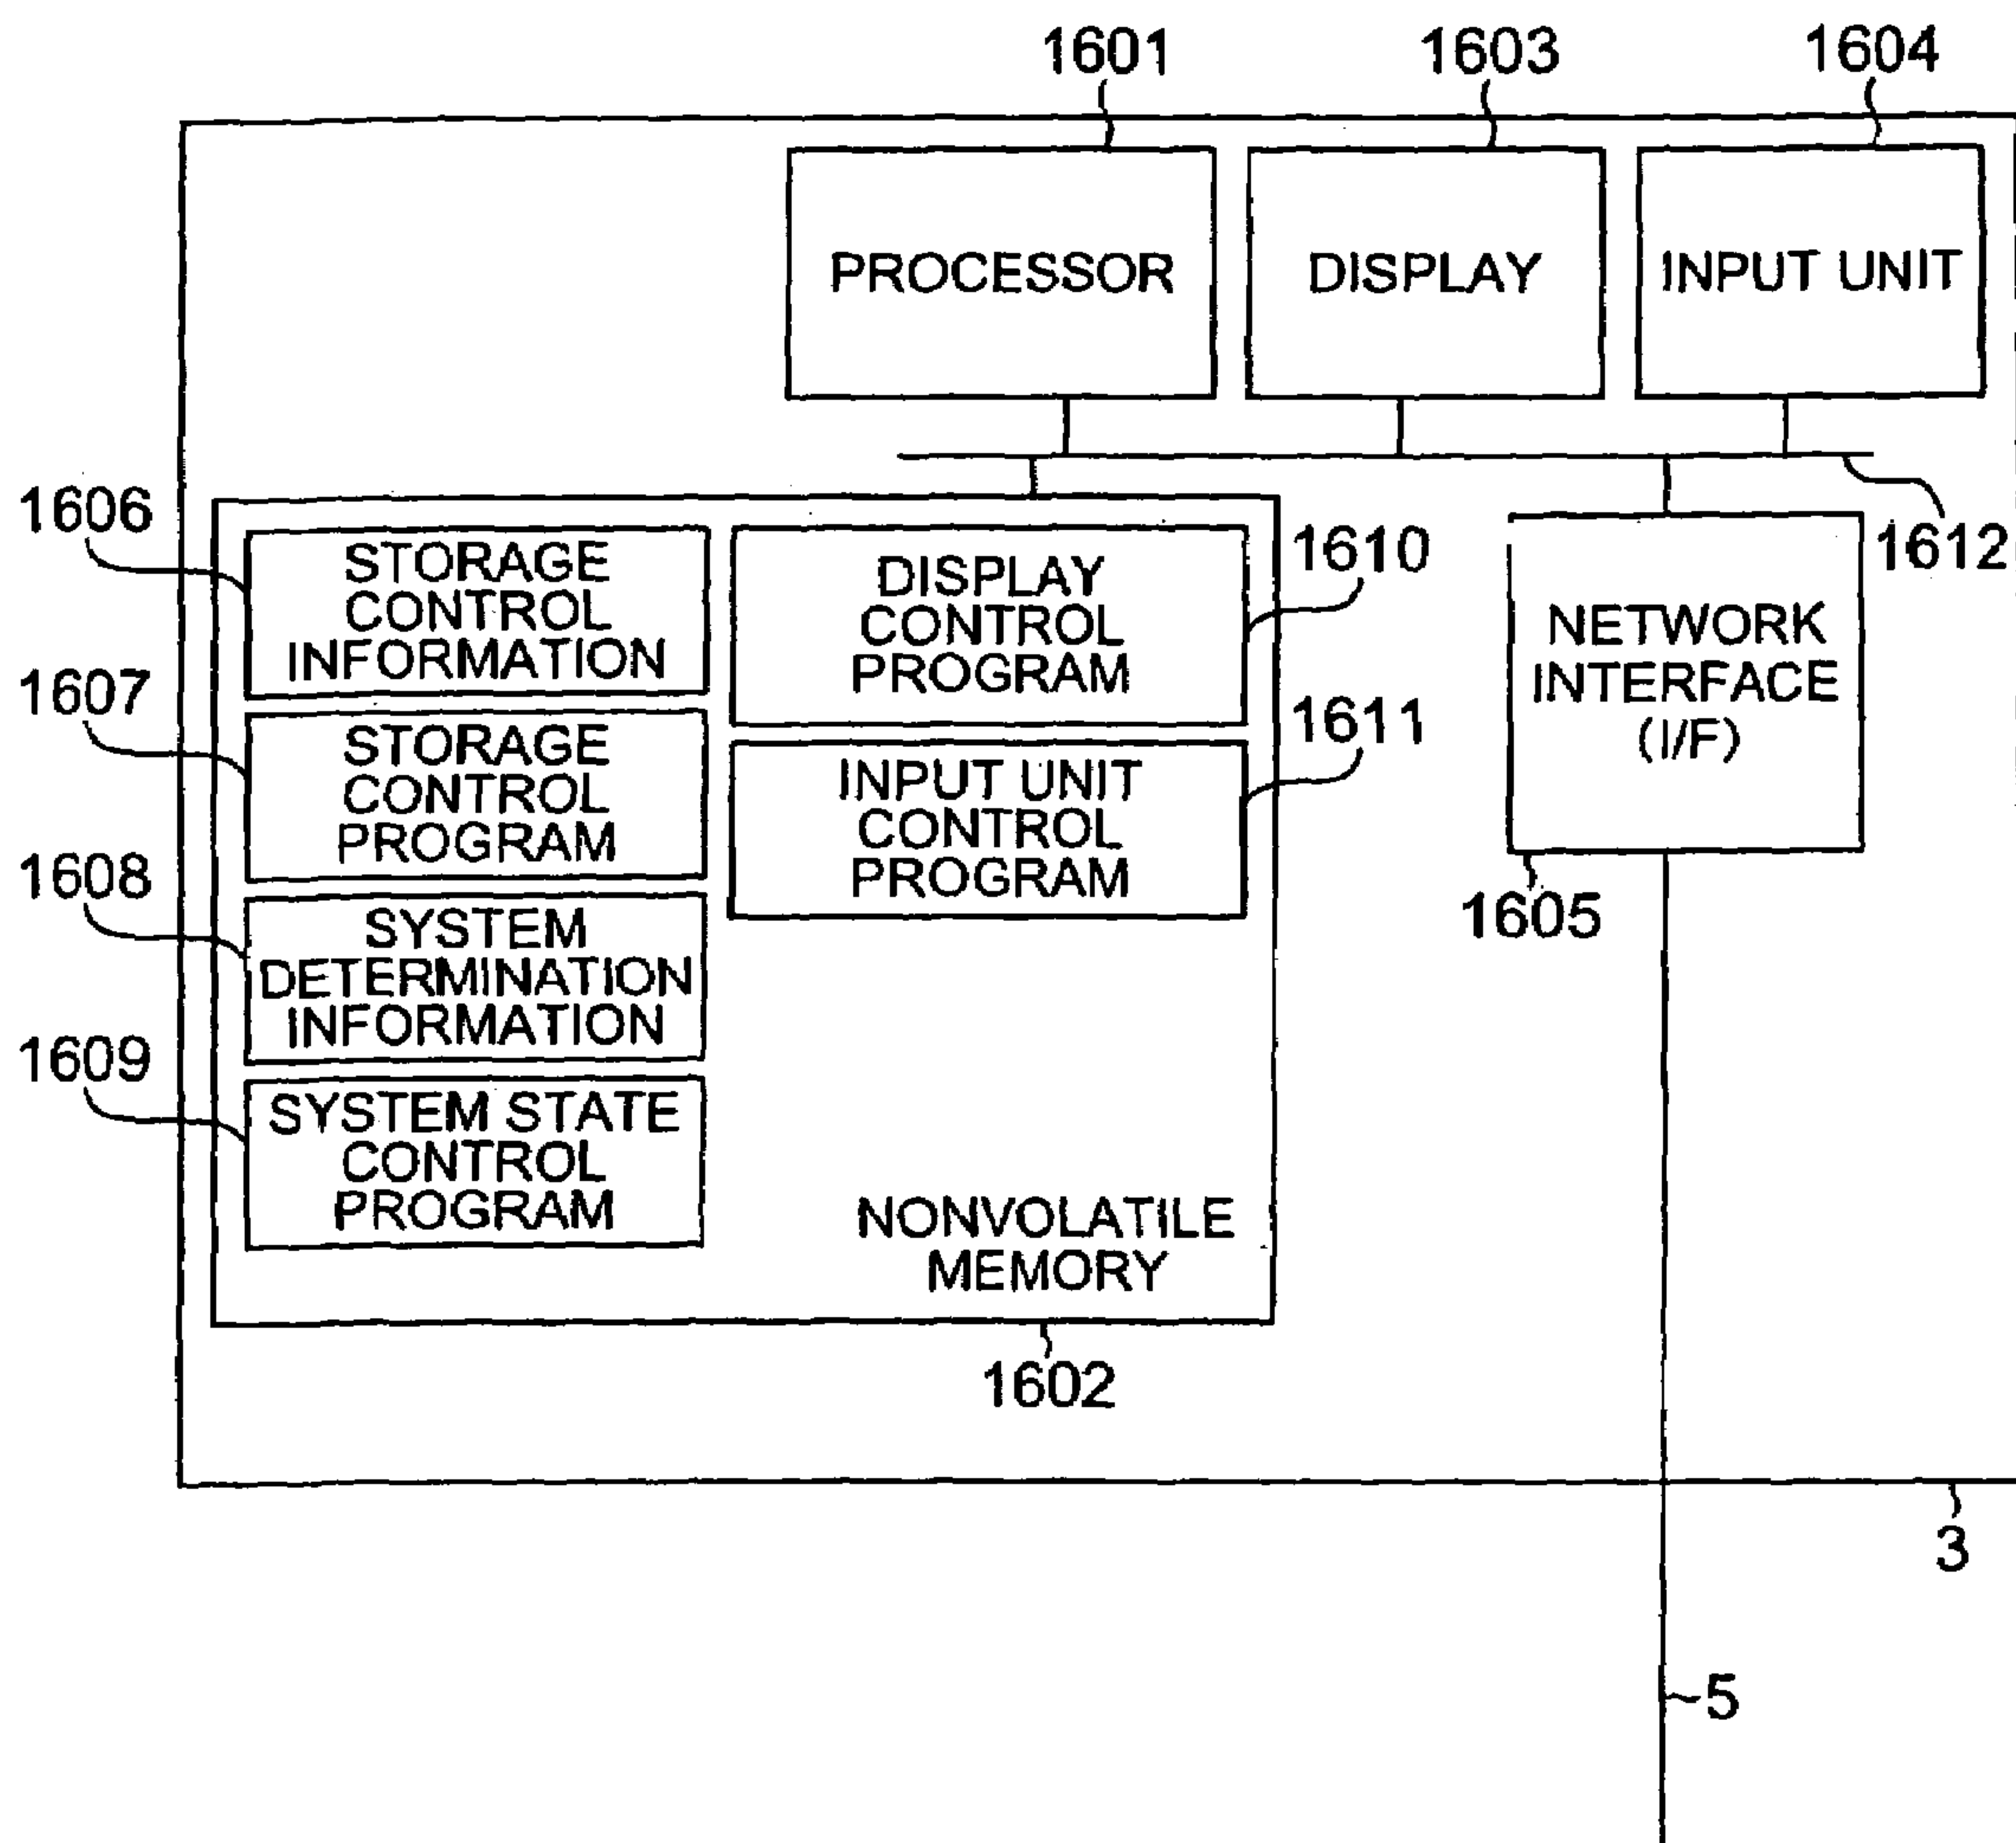 1601
1603
1604
PROCESSOR
DISPLAY
INPUT UNIT
1606
STORAGE
CONTROL
INFORMATION
DISPLAY
CONTROL
PROGRAM
1610
1612
NETWORK
INTERFACE
(I/F)
1607
STORAGE
CONTROL
PROGRAM
1611
INPUT UNIT
CONTROL
PROGRAM
1608
SYSTEM
DETERMINATION
INFORMATION
1605
1609
SYSTEM STATE
CONTROL
PROGRAM
NONVOLATILE
MEMORY
1602
3
5